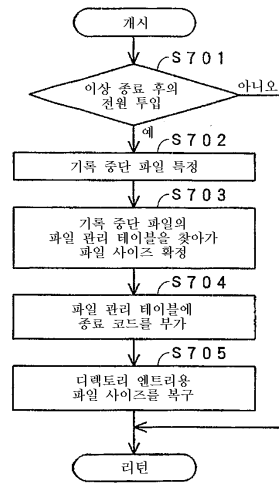 개시
S701
이상 종료 후의
전원 투입
아니오
예
S702
기록 중단 파일 특정
S703
기록 중단 파일의
파일 관리 테이블을 찾아가
파일 사이즈 확정
S704
파일 관리 테이블에
종료 코드를 부가
S705
디렉토리 엔트리용
파일 사이즈를 복구
리턴